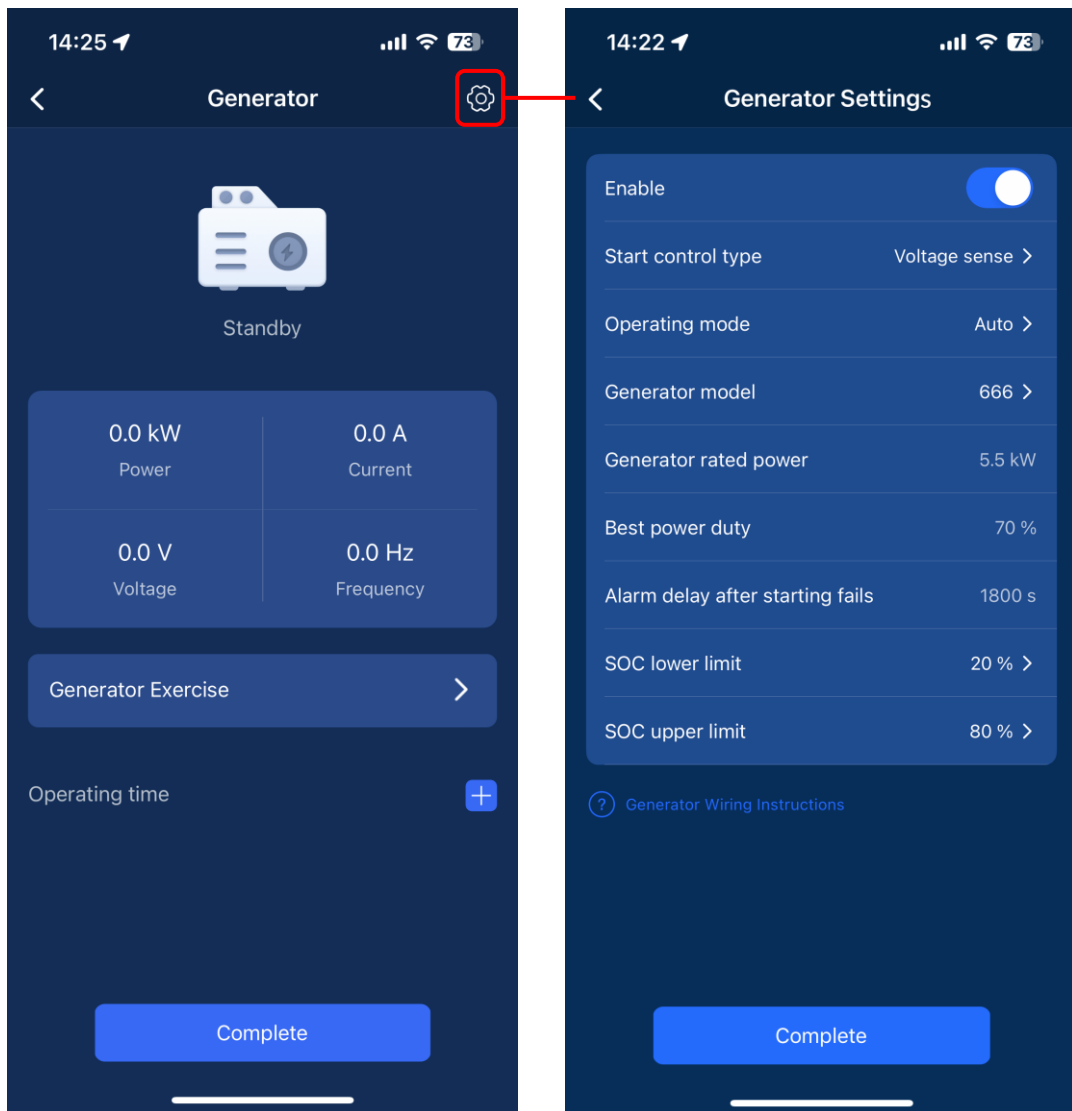 14:25
73
Generator
Standby
0.0 kW
Power
0.0 A
Current
0.0 V
Voltage
0.0 Hz
Frequency
Generator Exercise
Operating time
Complete
14:22
73
Generator Settings
Enable
Start control type Voltage sense
Operating mode Auto
Generator model 666
Generator rated power 5.5 kW
Best power duty 70 %
Alarm delay after starting fails 1800 s
SOC lower limit 20 %
SOC upper limit 80 %
? Generator Wiring Instructions
Complete